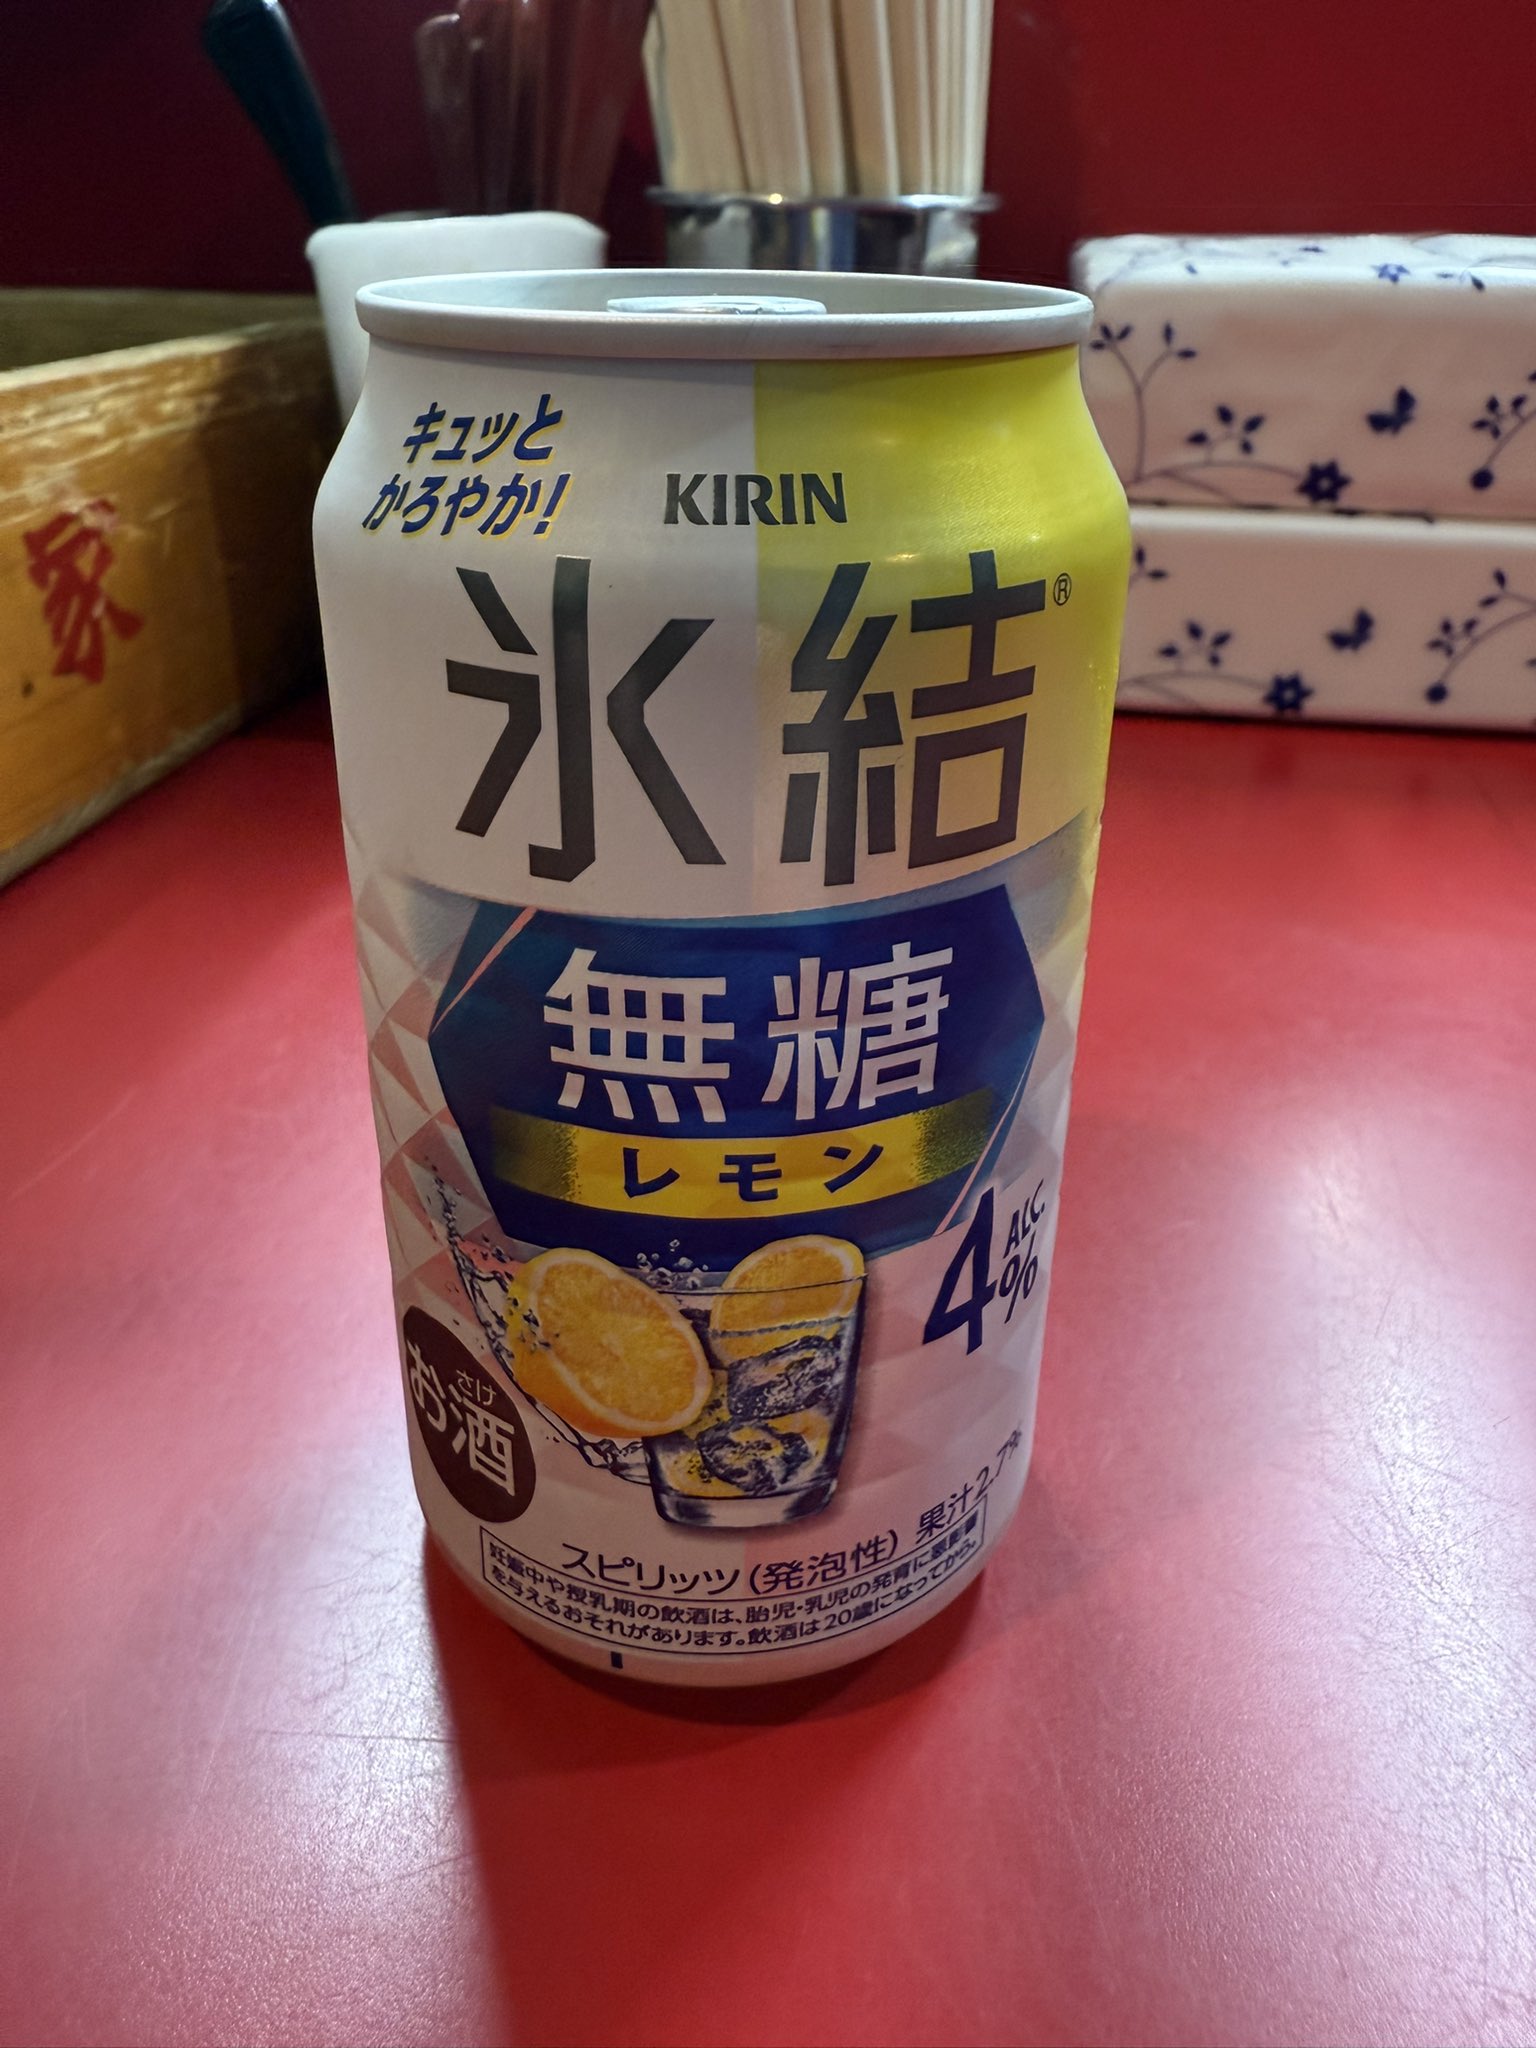 キュッと
かろやか!
KIRIN
氷結®
無糖
レモン
ALC.
4%
さけ
お酒
果汁2.7%
スピリッツ(発泡性)
妊娠中や授乳期の飲酒は、胎児・乳児の発育に悪影響
を与えるおそれがあります。飲酒は20歳になってから。
家